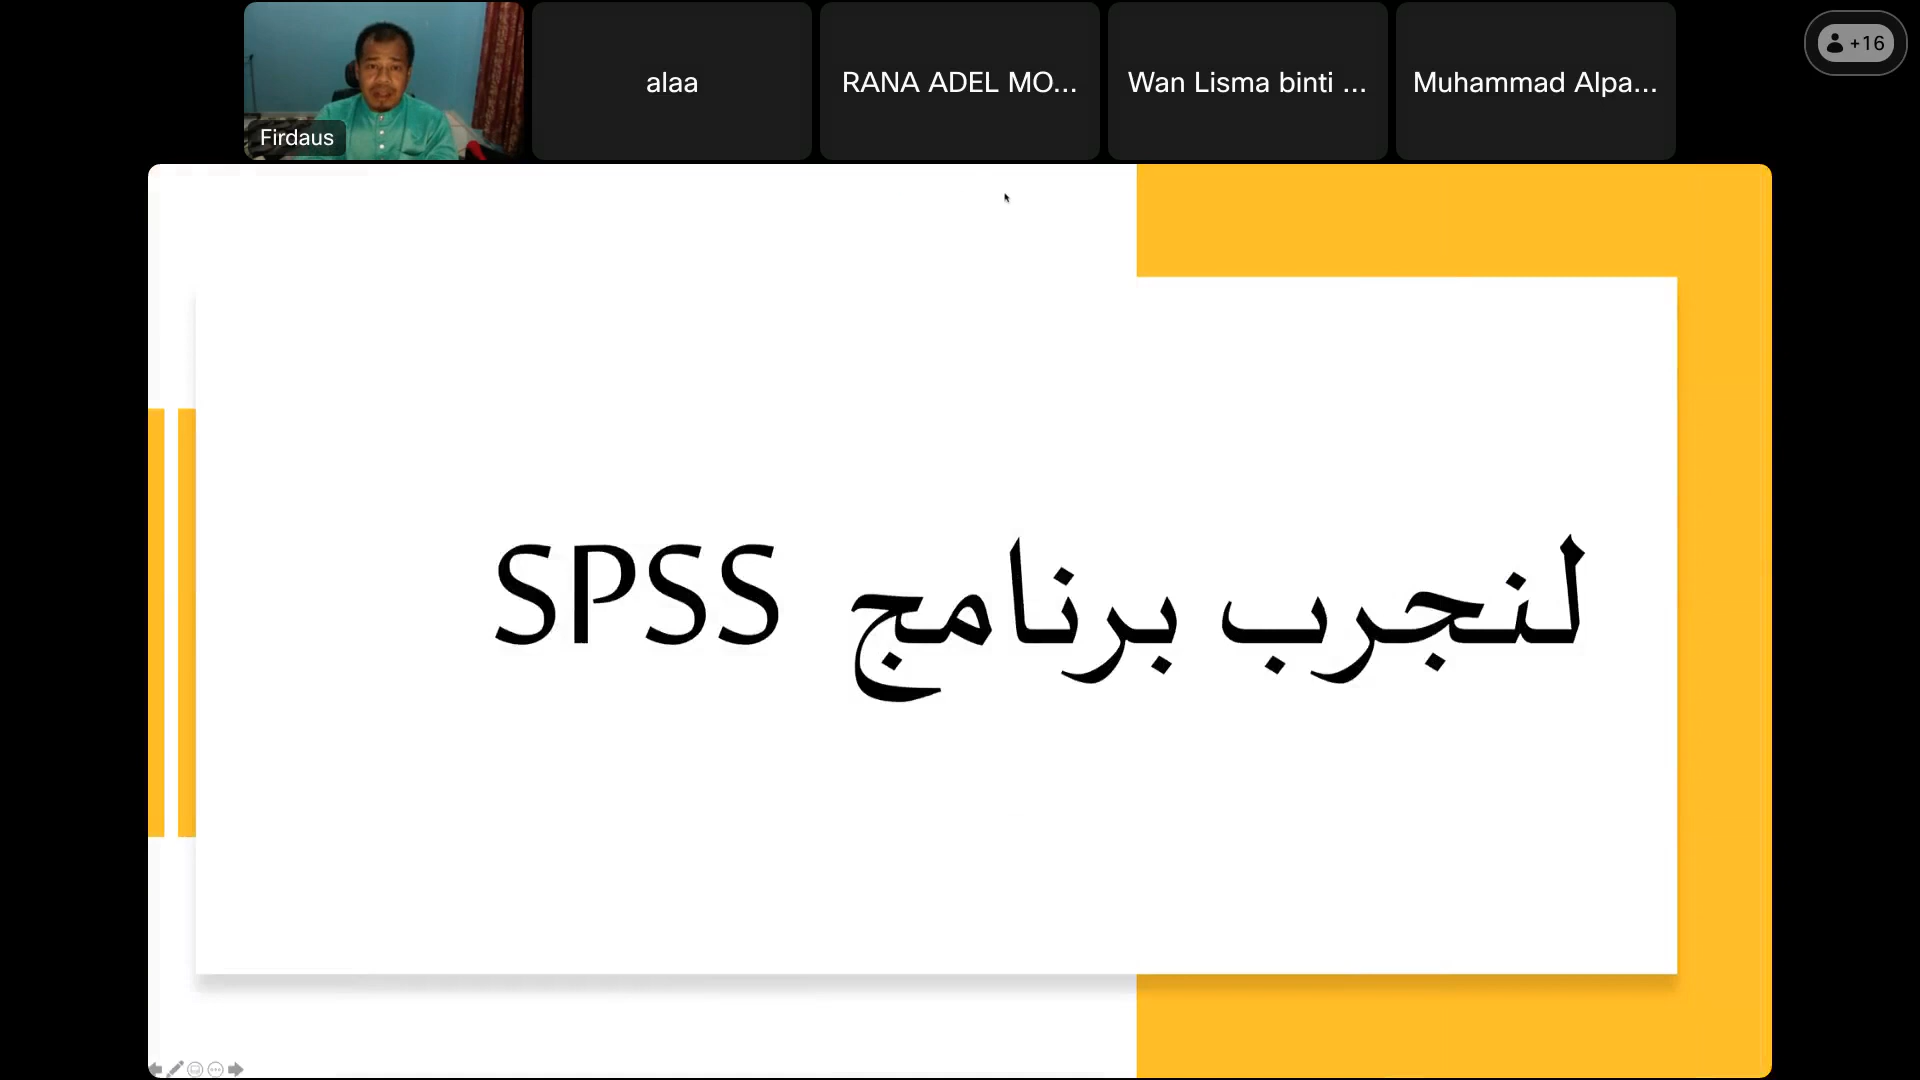 alaa
RANA ADEL MO...
Wan Lisma binti ...
Muhammad Alpa...
+16
Firdaus
لنجرب برنامج SPSS